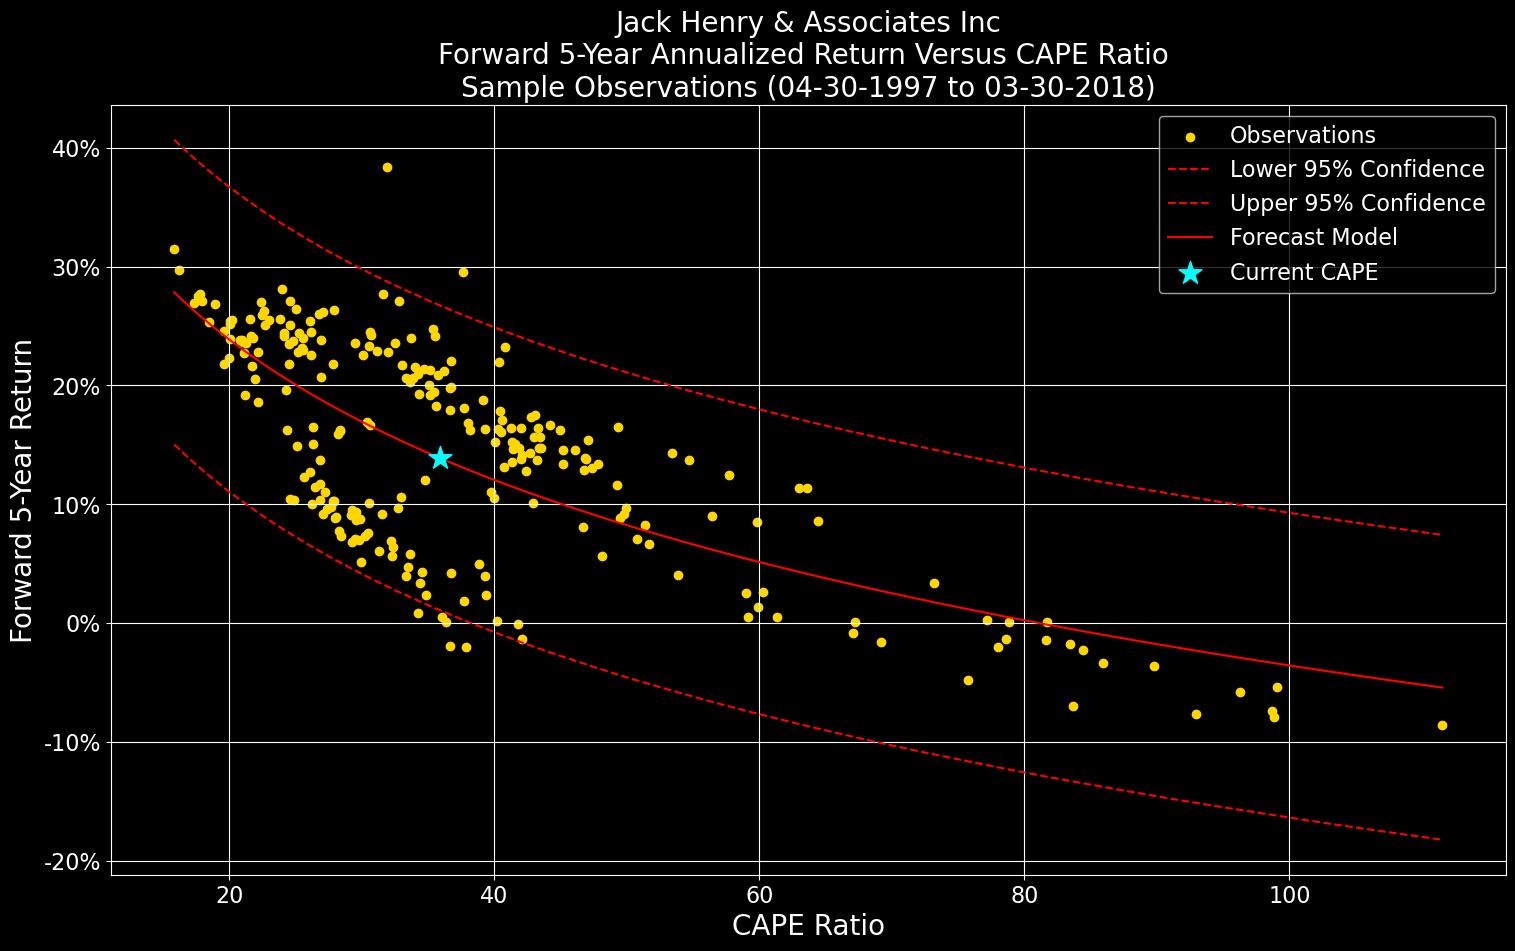 Jack Henry & Associates Inc
Forward 5-Year Annualized Return Versus CAPE Ratio
Sample Observations (04-30-1997 to 03-30-2018)
Observations
Lower 95% Confidence
Upper 95% Confidence
Forecast Model
Current CAPE
Forward 5-Year Return
40%
30%
20%
10%
0%
-10%
-20%
20 40 60 80 100
CAPE Ratio